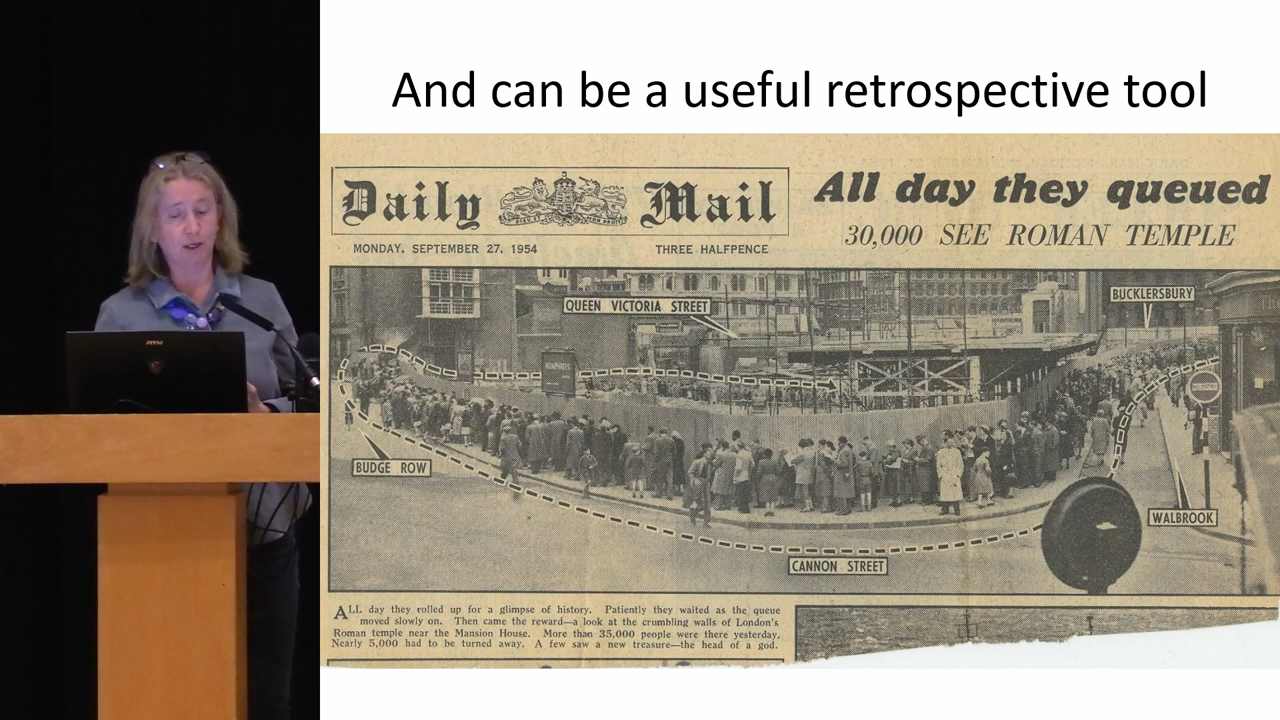 And can be a useful retrospective tool
Daily Mail
MONDAY, SEPTEMBER 27, 1954
THREE HALFPENCE
All day they queued
30,000 SEE ROMAN TEMPLE
QUEEN VICTORIA STREET
BUCKLERSBURY
NO ENTRY
BUDGE ROW
WALBROOK
CANNON STREET
ALL day they rolled up for a glimpse of history. Patiently they waited as the queue
moved slowly on. Then came the reward—a look at the crumbling walls of London's
Roman temple near the Mansion House. More than 35,000 people were there yesterday.
Nearly 5,000 had to be turned away. A few saw a new treasure—the head of a god.
msi